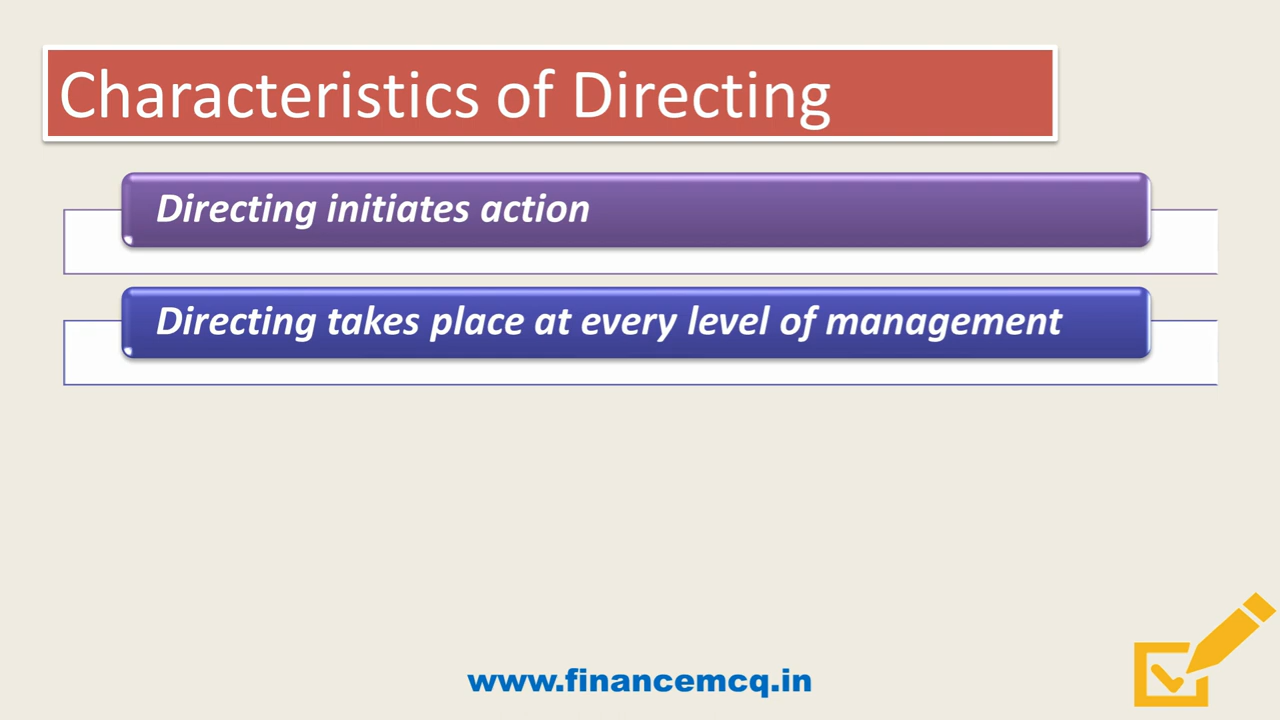 Characteristics of Directing
Directing initiates action
Directing takes place at every level of management
www.financemcq.in